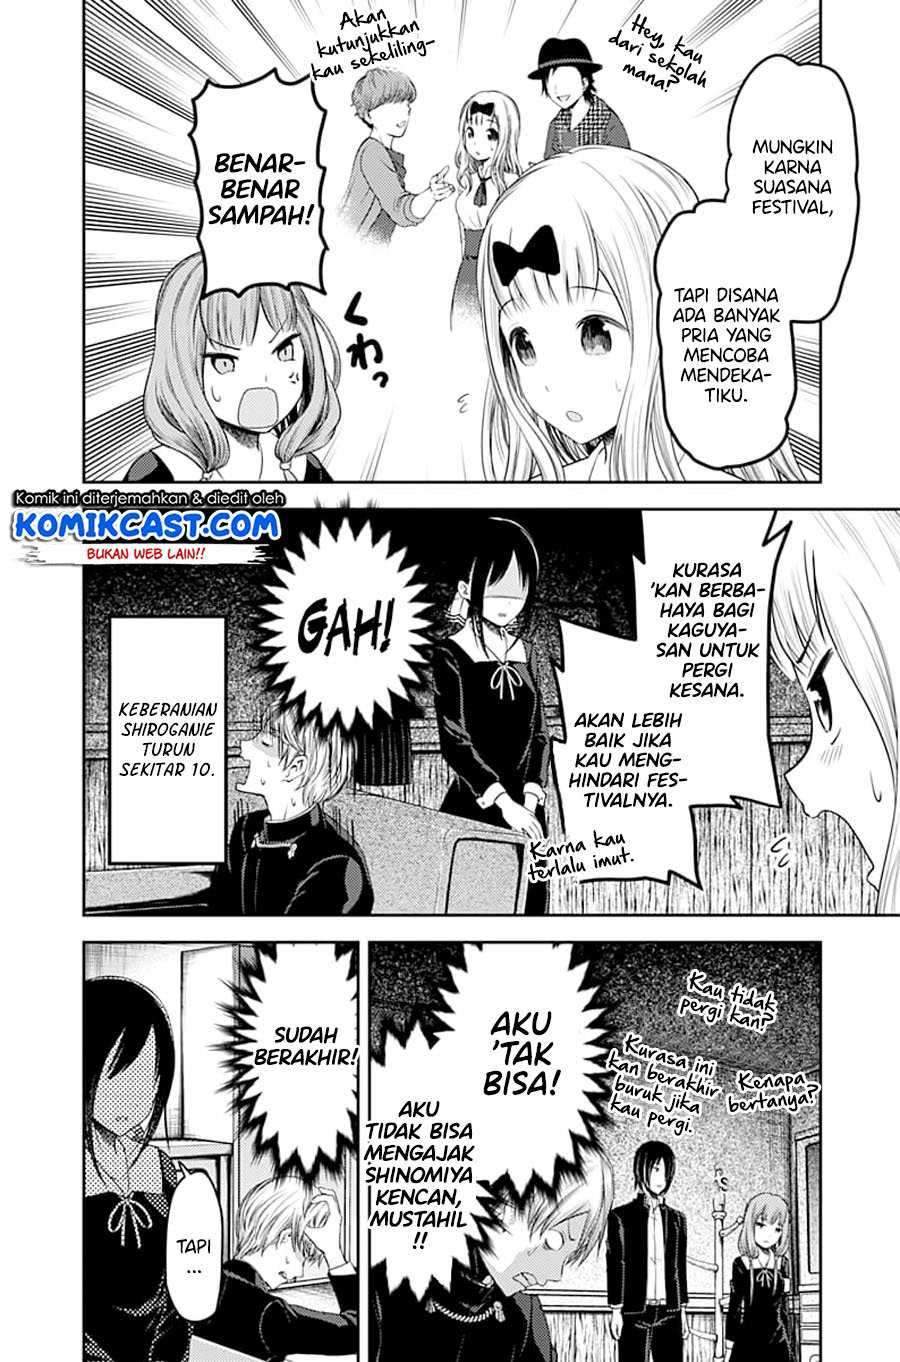 Hey, kau
dari sekolah
mana?
Akan
kutunjukkan
kau sekeliling-
MUNGKIN
KARNA
SUASANA
FESTIVAL,
TAPI DISANA
ADA BANYAK
PRIA YANG
MENCOBA
MENDEKA-
TIKU.
BENAR-
BENAR
SAMPAH!
くわっ
Komik ini diterjemahkan & diedit oleh
KOMIKCAST.COM
BUKAN WEB LAIN!!
KURASA
'KAN BERBA-
HAYA BAGI
KAGUYA-
SAN UNTUK
PERGI
KESANA.
AKAN LEBIH
BAIK JIKA
KAU MENG-
HINDARI FES-
TIVALNYA.
Karna kau
terlalu imut.
GAH!
KEBERANIAN
SHIROGANIE
TURUN
SEKITAR 10.
Kau tidak
pergi kan?
Kenapa
bertanya?
Kurasa ini
kan berakhir
buruk jika
kau pergi.
AKU
'TAK
BISA!
AKU
TIDAK BISA
MENGAJAK
SHINOMIYA
KENCAN,
MUSTAHIL
!!
SUDAH
BERAKHIR!
TAPI
...